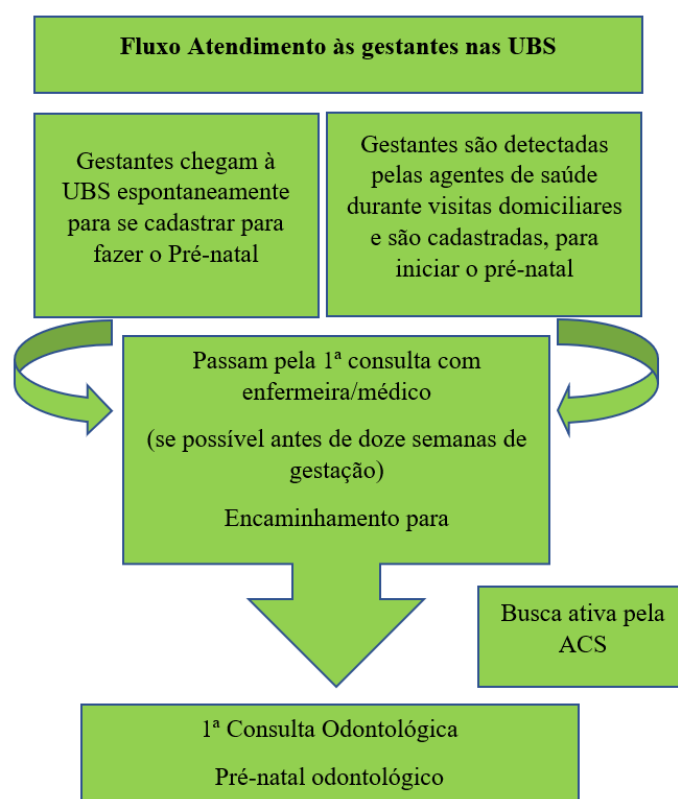 Fluxo Atendimento às gestantes nas UBS
Gestantes chegam à
UBS espontaneamente
para se cadastrar para
fazer o Pré-natal
Gestantes são detectadas
pelas agentes de saúde
durante visitas domiciliares
e são cadastradas, para
iniciar o pré-natal
Passam pela 1ª consulta com
enfermeira/médico
(se possível antes de doze semanas de
gestação)
Encaminhamento para
Busca ativa pela
ACS
1ª Consulta Odontológica
Pré-natal odontológico